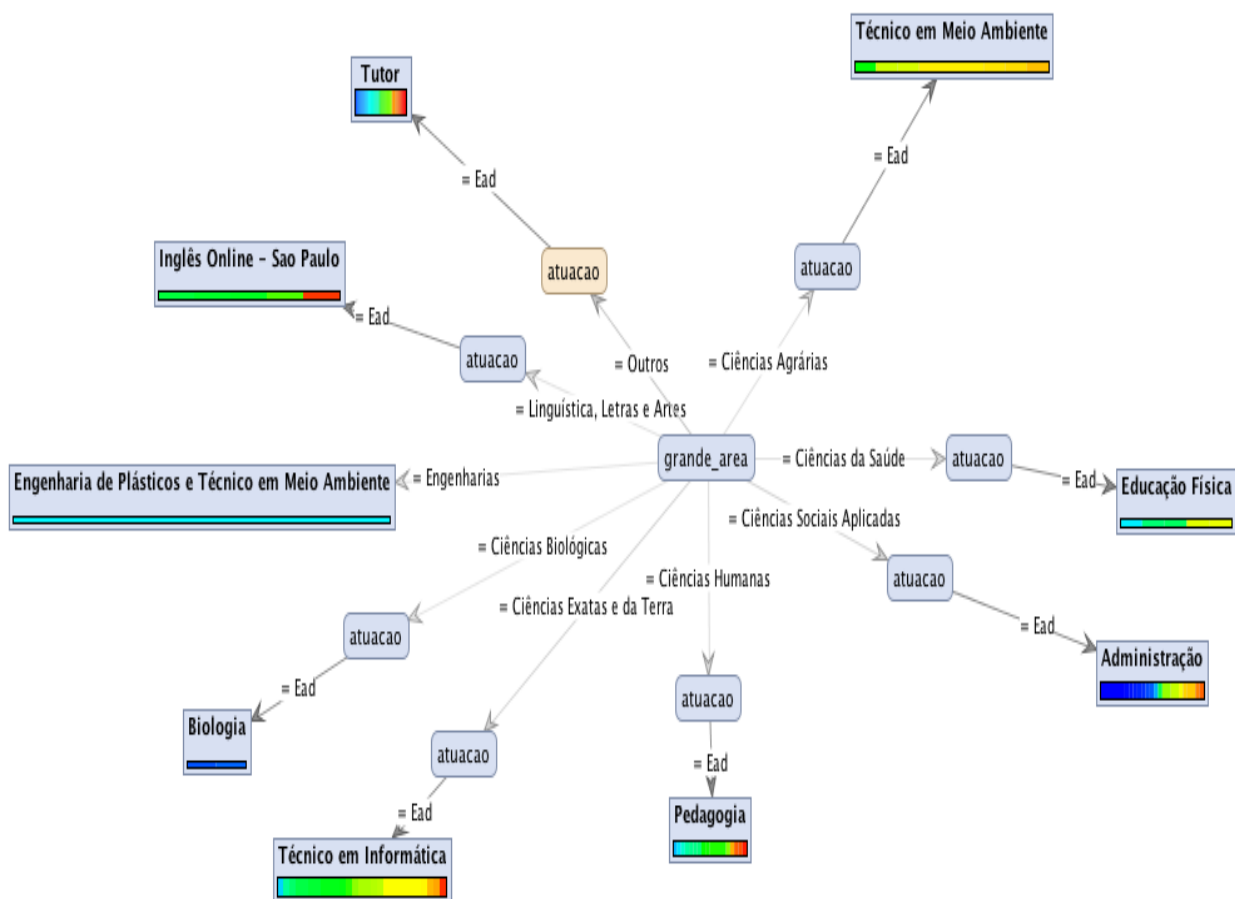 Técnico em Meio Ambiente
Tutor
= Ead
= Ead
Inglês Online - Sao Paulo
atuacao
atuacao
= Ead
atuacao
= Outros
= Ciências Agrárias
= Linguística, Letras e Artes
grande_area
= Ciências da Saúde
atuacao
Engenharia de Plásticos e Técnico em Meio Ambiente
= Engenharias
= Ead
Educação Física
= Ciências Sociais Aplicadas
= Ciências Biológicas
= Ciências Humanas
atuacao
= Ciências Exatas e da Terra
= Ead
atuacao
Administração
= Ead
atuacao
Biologia
atuacao
= Ead
= Ead
Pedagogia
Técnico em Informática